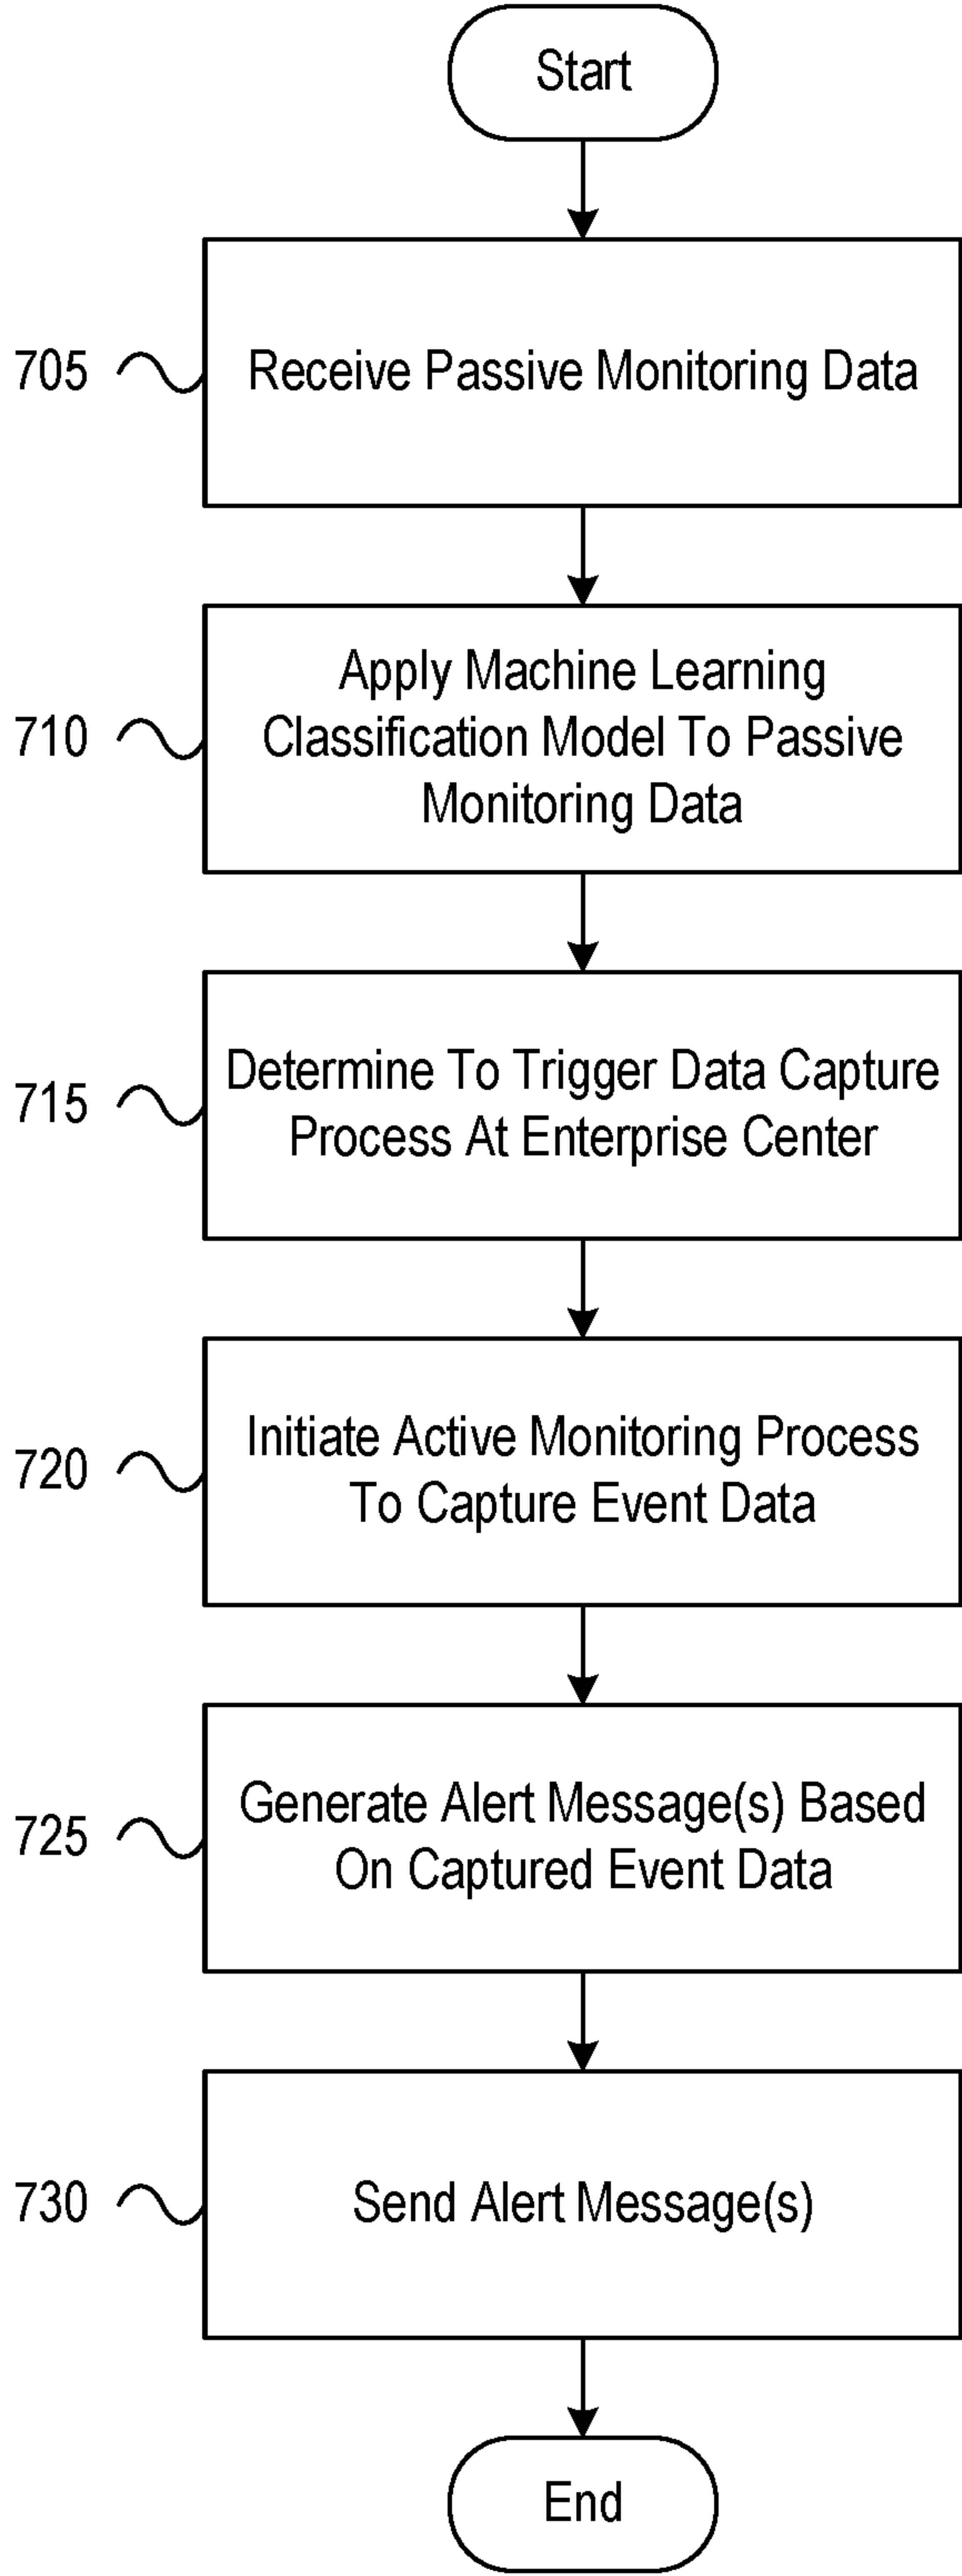 Start
705
Receive Passive Monitoring Data
710
Apply Machine Learning
Classification Model To Passive
Monitoring Data
715
Determine To Trigger Data Capture
Process At Enterprise Center
720
Initiate Active Monitoring Process
To Capture Event Data
725
Generate Alert Message(s) Based
On Captured Event Data
730
Send Alert Message(s)
End